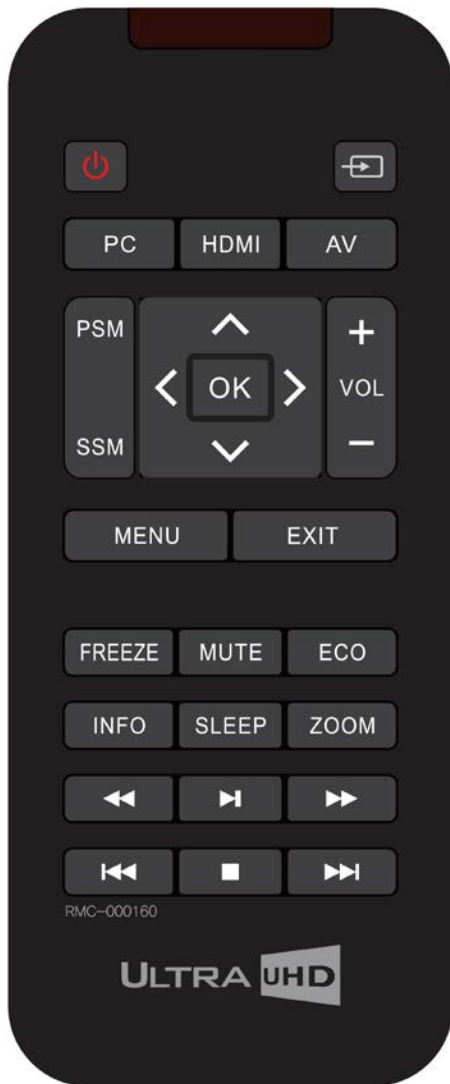 PC HDMI AV
PSM
+
OK VOL
SSM
−
MENU EXIT
FREEZE MUTE ECO
INFO SLEEP ZOOM
RMC-000160
ULTRA UHD